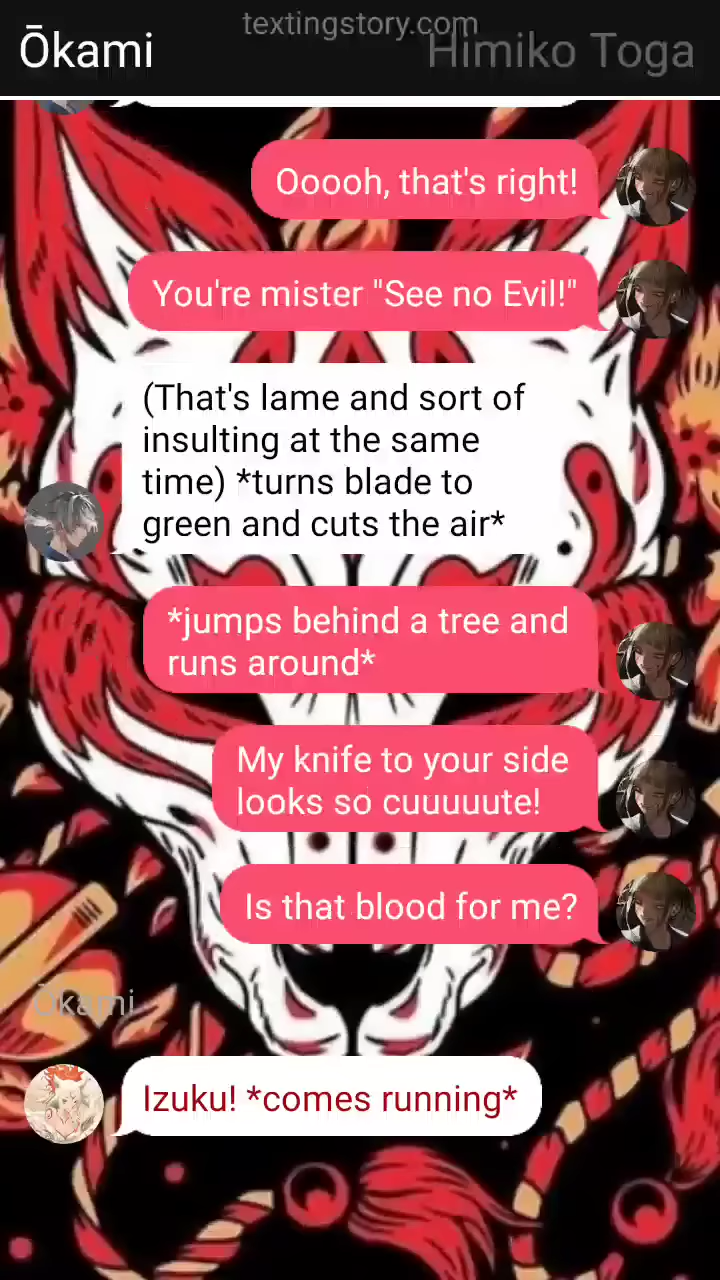 textingstory.com
Ōkami
Himiko Toga
Ooooh, that's right!
You're mister "See no Evil!"
(That's lame and sort of
insulting at the same
time) *turns blade to
green and cuts the air*
*jumps behind a tree and
runs around*
My knife to your side
looks so cuuuuute!
Is that blood for me?
Ōkami
Izuku! *comes running*